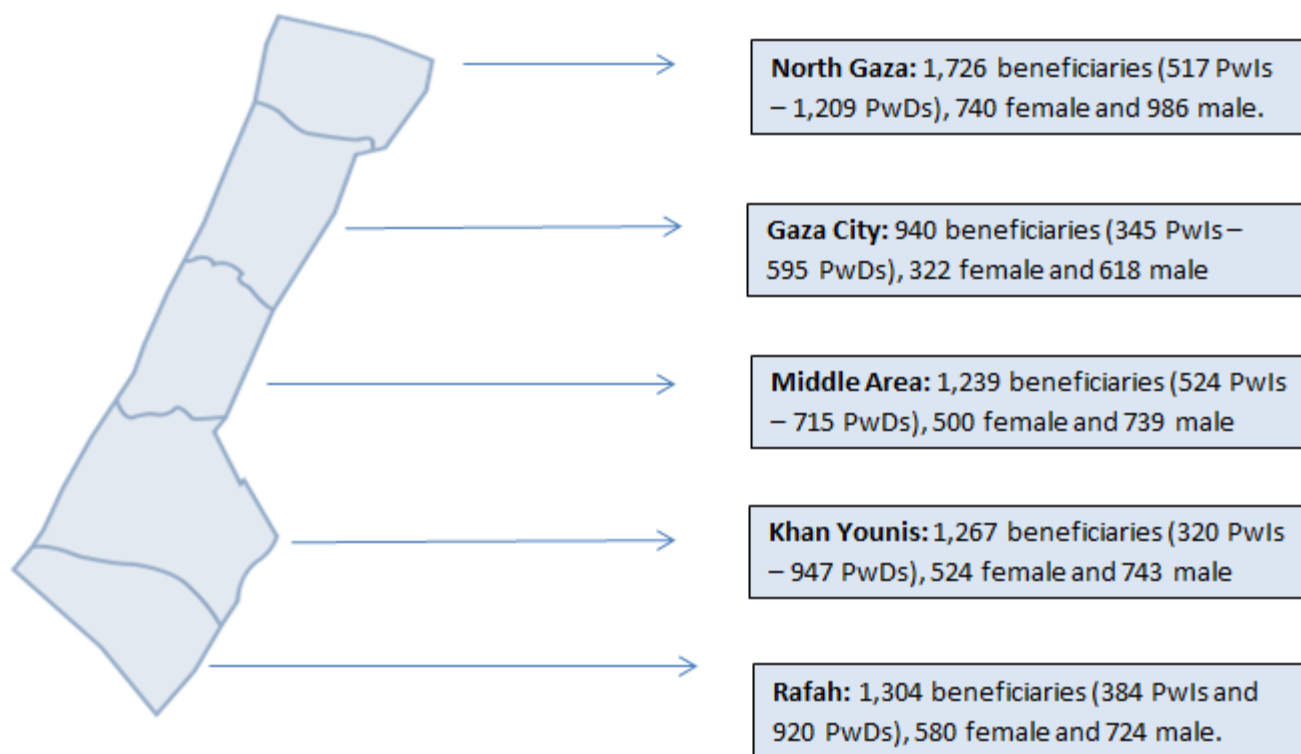 North Gaza: 1,726 beneficiaries (517 PwIs
– 1,209 PwDs), 740 female and 986 male.
Gaza City: 940 beneficiaries (345 PwIs –
595 PwDs), 322 female and 618 male
Middle Area: 1,239 beneficiaries (524 PwIs
– 715 PwDs), 500 female and 739 male
Khan Younis: 1,267 beneficiaries (320 PwIs
– 947 PwDs), 524 female and 743 male
Rafah: 1,304 beneficiaries (384 PwIs and
920 PwDs), 580 female and 724 male.